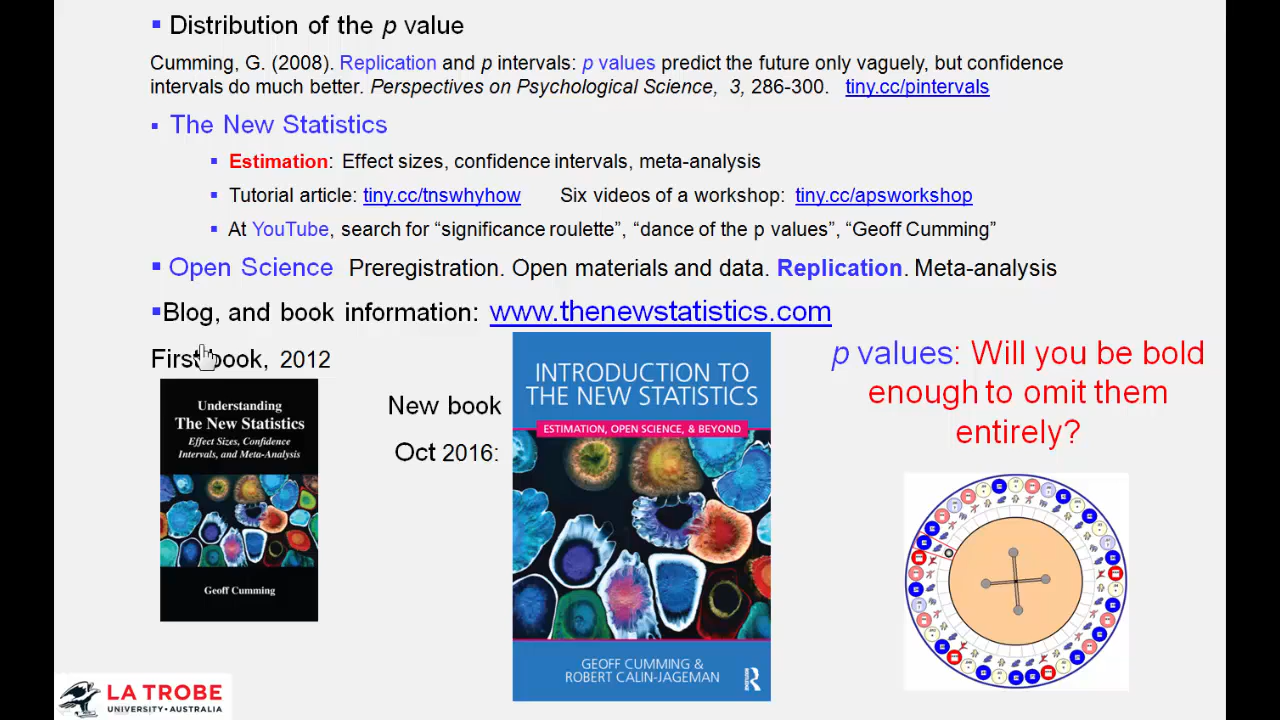 Distribution of the p value
Cumming, G. (2008). Replication and p intervals: p values predict the future only vaguely, but confidence
intervals do much better. Perspectives on Psychological Science, 3, 286-300. tiny.cc/pintervals
The New Statistics
Estimation: Effect sizes, confidence intervals, meta-analysis
Tutorial article: tiny.cc/tnswhyhow Six videos of a workshop: tiny.cc/apsworkshop
At YouTube, search for “significance roulette”, “dance of the p values”, “Geoff Cumming”
Open Science Preregistration. Open materials and data. Replication. Meta-analysis
Blog, and book information: www.thenewstatistics.com
First book, 2012
Understanding
The New Statistics
Effect Sizes, Confidence
Intervals, and Meta-Analysis
Geoff Cumming
New book
Oct 2016:
INTRODUCTION TO
THE NEW STATISTICS
ESTIMATION, OPEN SCIENCE, & BEYOND
GEOFF CUMMING &
ROBERT CALIN-JAGEMAN
p values: Will you be bold
enough to omit them
entirely?
LA TROBE
UNIVERSITY • AUSTRALIA